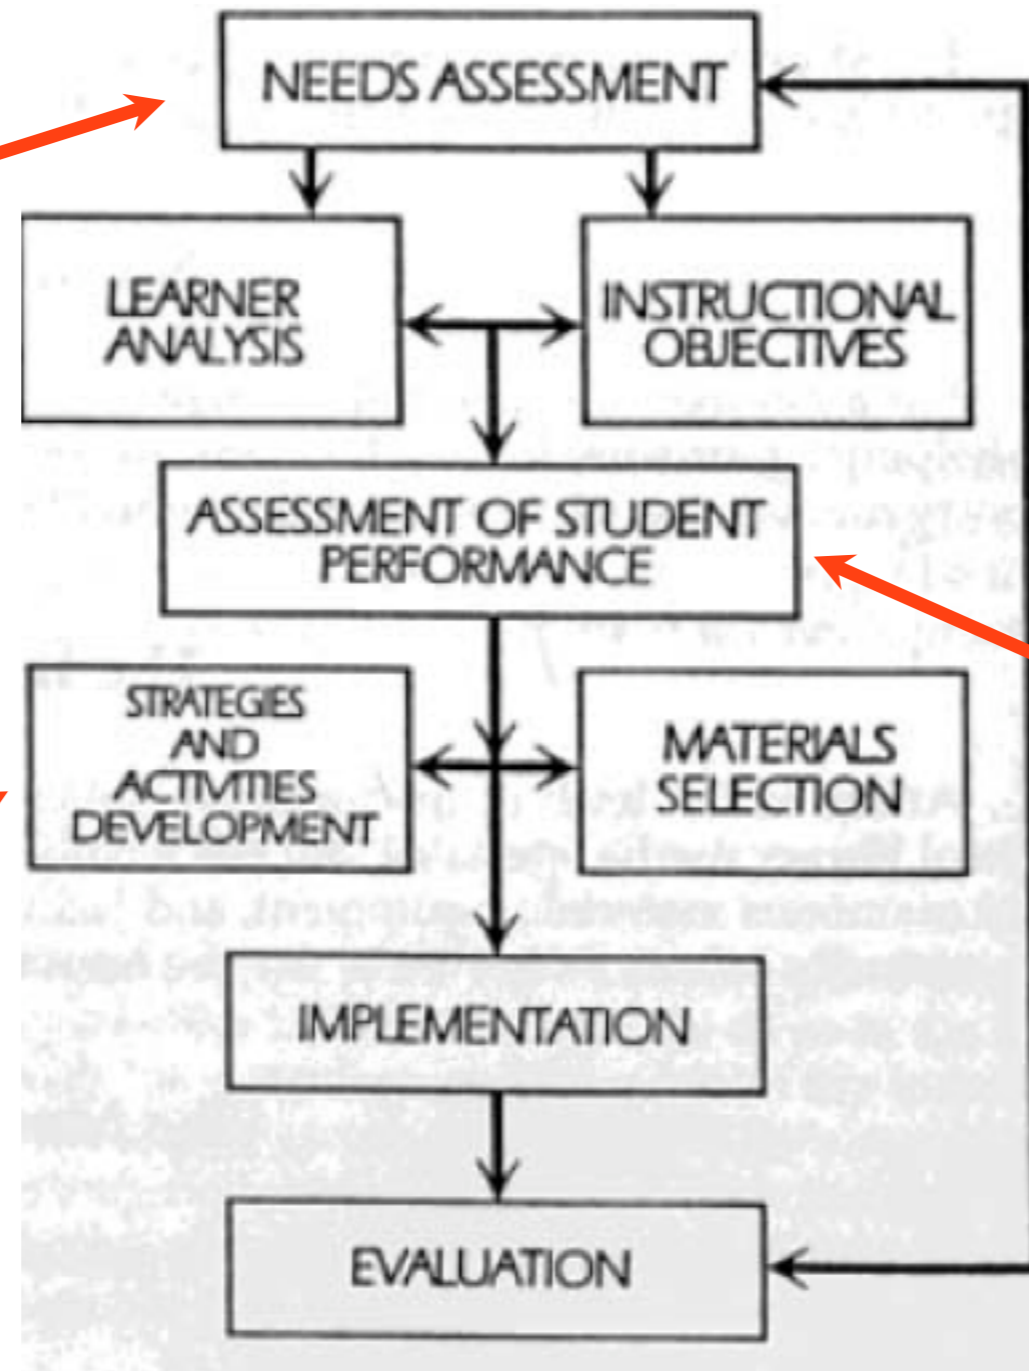 NEEDS ASSESSMENT
LEARNER
ANALYSIS
INSTRUCTIONAL
OBJECTIVES
ASSESSMENT OF STUDENT
PERFORMANCE
STRATEGIES
AND
ACTIVITIES
DEVELOPMENT
MATERIALS
SELECTION
IMPLEMENTATION
EVALUATION